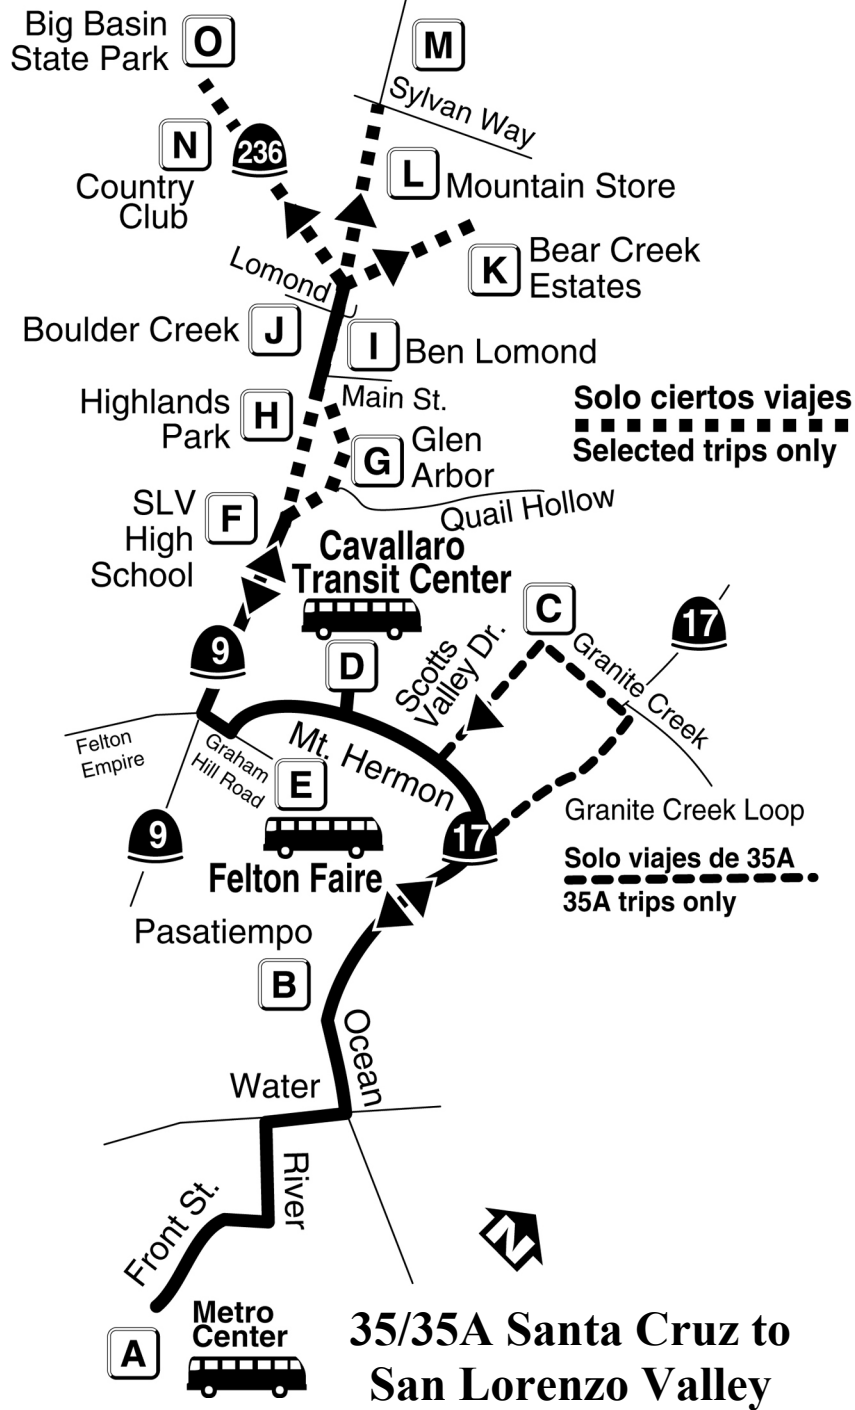 Big Basin
State Park
O
M
Sylvan Way
N
236
Country
Club
L
Mountain Store
K
Bear Creek
Estates
Lomond
Boulder Creek
J
I
Ben Lomond
Main St.
Highlands
Park
H
Solo ciertos viajes
Selected trips only
G
Glen
Arbor
Quail Hollow
SLV
High
School
F
Cavallaro
Transit Center
C
17
9
D
Scotts
Valley Dr.
Granite Creek
Felton
Empire
Graham
Hill Road
Mt. Hermon
E
9
Felton Faire
17
Granite Creek Loop
Solo viajes de 35A
35A trips only
Pasatiempo
B
Ocean
Water
River
Front St.
N
A
Metro
Center
35/35A Santa Cruz to
San Lorenzo Valley